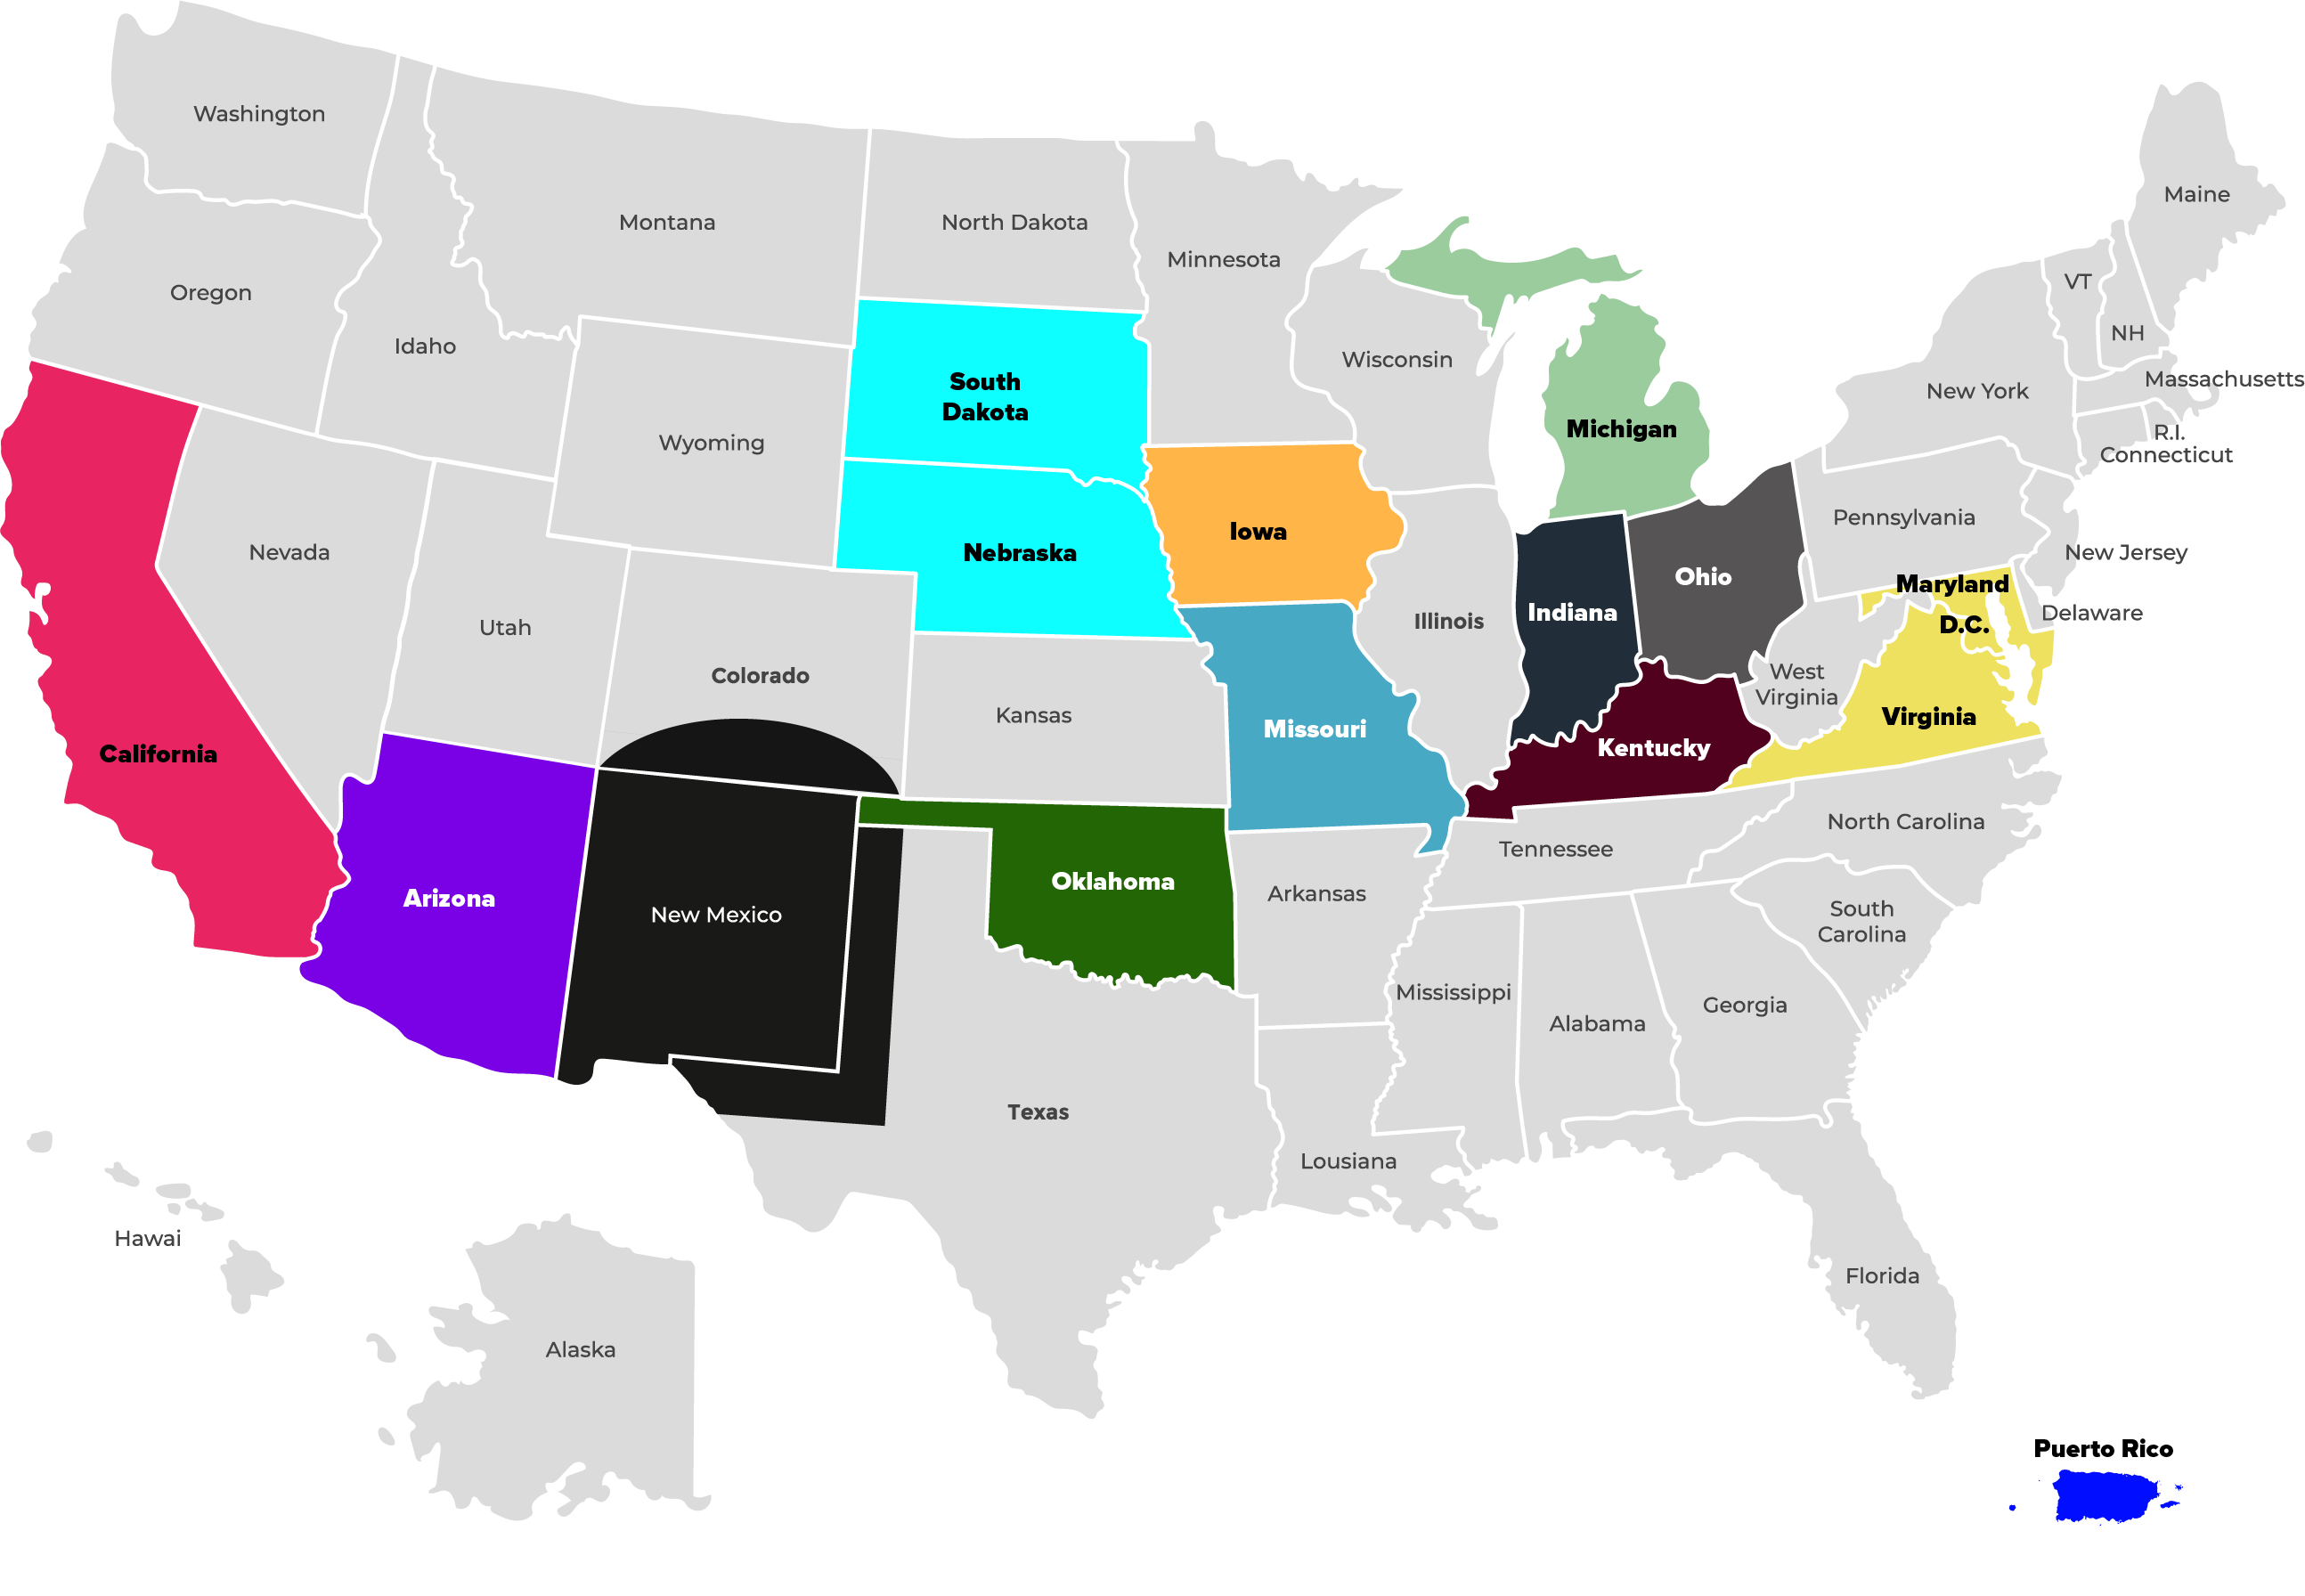 Washington
Maine
Montana
North Dakota
Minnesota
VT
Oregon
NH
Idaho
Wisconsin
South
Dakota
Massachusetts
New York
Michigan
R.I.
Connecticut
Wyoming
Pennsylvania
Iowa
Nevada
Nebraska
New Jersey
Ohio
Maryland
Indiana
Delaware
Utah
Illinois
D.C.
Colorado
West
Virginia
Kansas
Virginia
Missouri
California
Kentucky
North Carolina
Tennessee
Oklahoma
Arkansas
Arizona
New Mexico
South
Carolina
Mississippi
Georgia
Alabama
Texas
Lousiana
Hawai
Florida
Alaska
Puerto Rico